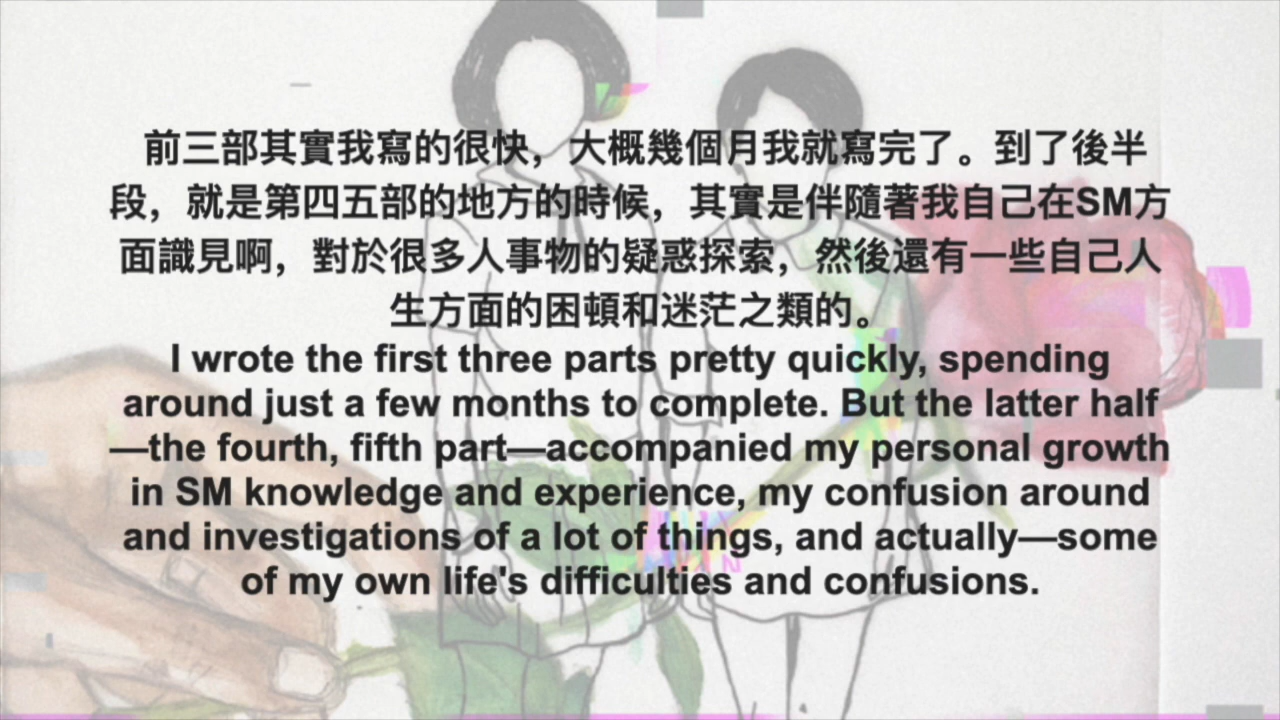 前三部其實我寫的很快，大概幾個月我就寫完了。到了後半
段，就是第四五部的地方的時候，其實是伴隨著我自己在SM方
面識見啊，對於很多人事物的疑惑探索，然後還有一些自己人
生方面的困頓和迷茫之類的。
I wrote the first three parts pretty quickly, spending
around just a few months to complete. But the latter half
—the fourth, fifth part—accompanied my personal growth
in SM knowledge and experience, my confusion around
and investigations of a lot of things, and actually—some
of my own life's difficulties and confusions.